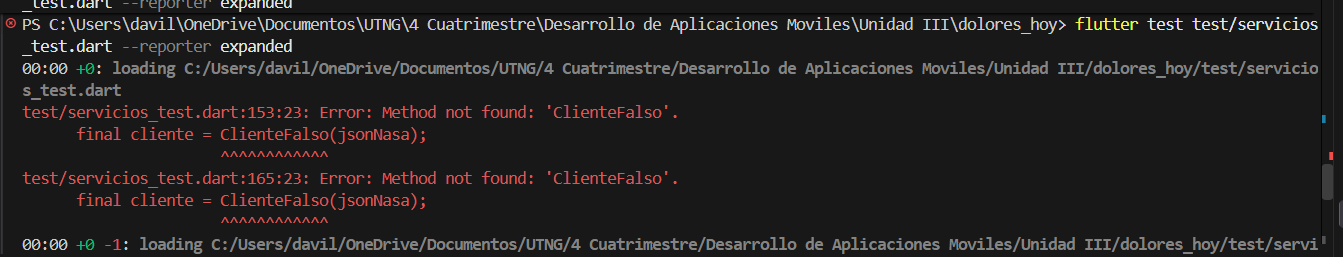 _test.dart --reporter expanded
PS C:\Users\davil\OneDrive\Documentos\UTNG\4 Cuatrimestre\Desarrollo de Aplicaciones Moviles\Unidad III\dolores_hoy> flutter test test/servicios
_test.dart --reporter expanded
00:00 +0: loading C:/Users/davil/OneDrive/Documentos/UTNG/4 Cuatrimestre/Desarrollo de Aplicaciones Moviles/Unidad III/dolores_hoy/test/servicio
s_test.dart
test/servicios_test.dart:153:23: Error: Method not found: 'ClienteFalso'.
      final cliente = ClienteFalso(jsonNasa);
                      ^^^^^^^^^^^^
test/servicios_test.dart:165:23: Error: Method not found: 'ClienteFalso'.
      final cliente = ClienteFalso(jsonNasa);
                      ^^^^^^^^^^^^
00:00 +0 -1: loading C:/Users/davil/OneDrive/Documentos/UTNG/4 Cuatrimestre/Desarrollo de Aplicaciones Moviles/Unidad III/dolores_hoy/test/servi